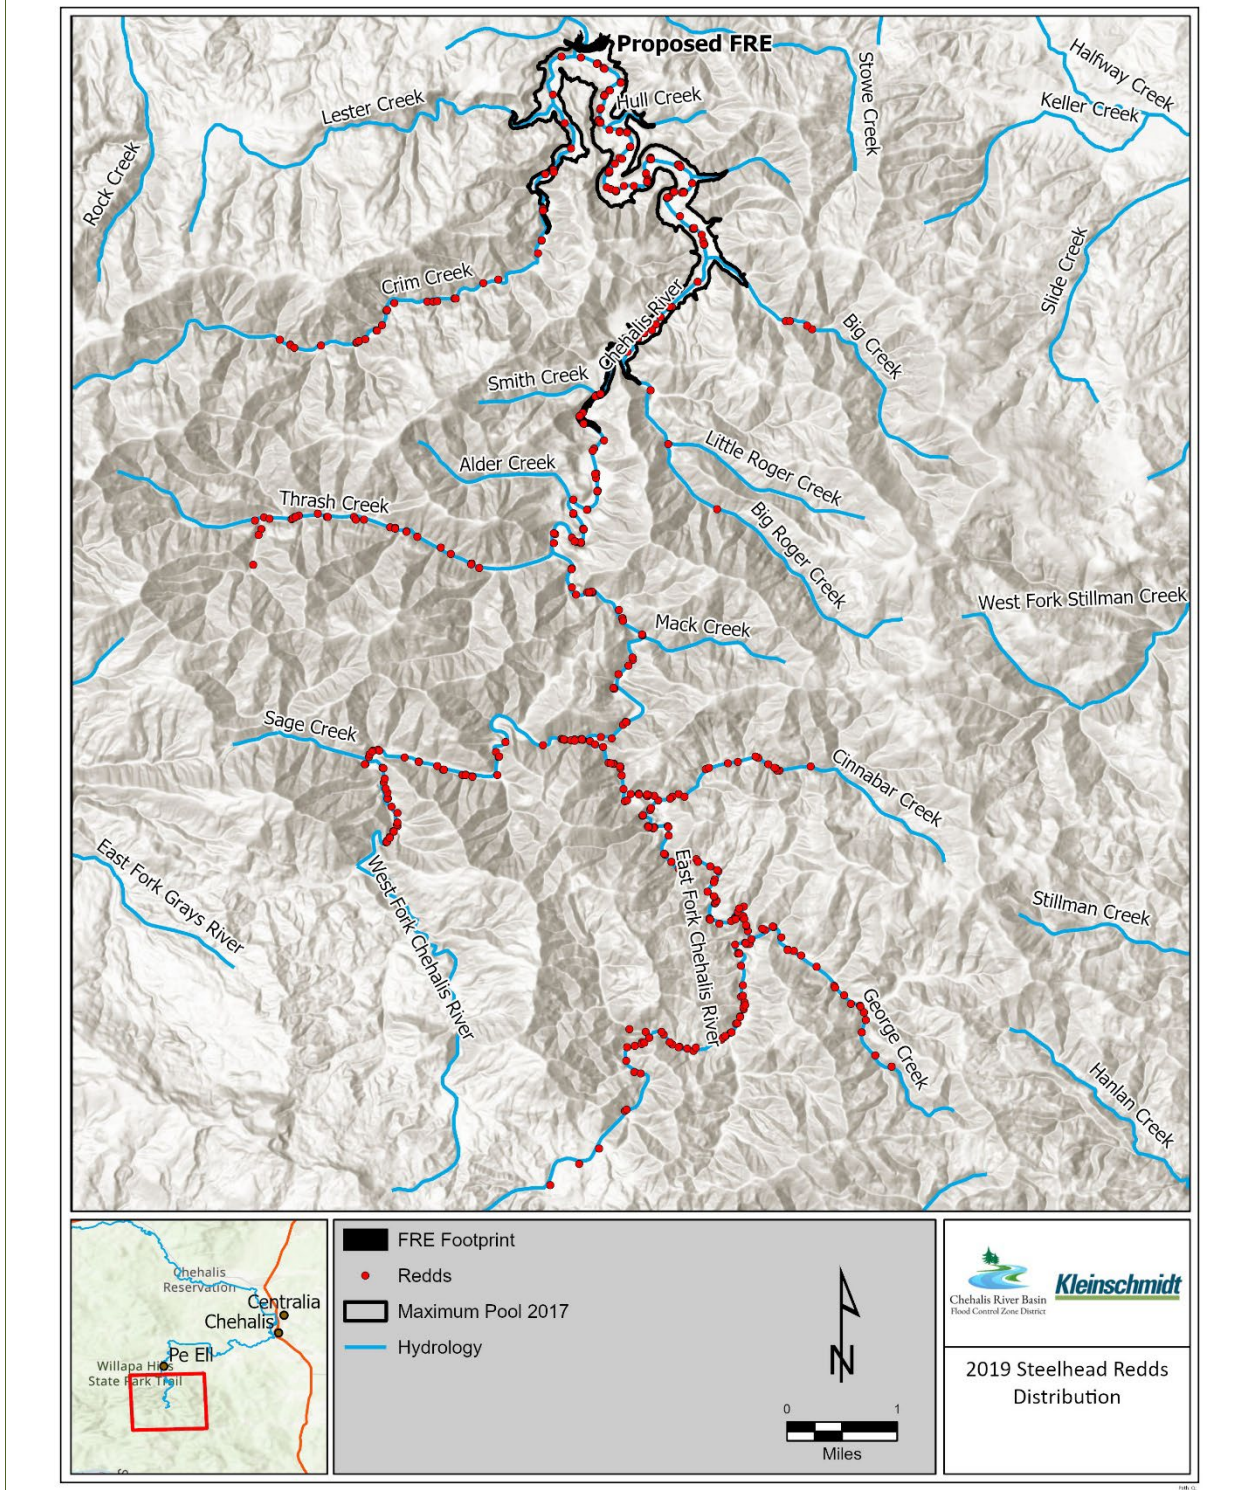 Proposed FRE
Halfway Creek
Stowe Creek
Keller Creek
Lester Creek
Hull Creek
Rock Creek
Slide Creek
Crim Creek
Chehalis River
Big Creek
Smith Creek
Little Roger Creek
Alder Creek
Thrash Creek
Big Roger Creek
West Fork Stillman Creek
Mack Creek
Sage Creek
Cinnabar Creek
East Fork Grays River
West Fork Chehalis River
East Fork Chehalis River
Stillman Creek
George Creek
Hanlan Creek
Chehalis
Reservation
Centralia
Chehalis
Pe Ell
Willapa Hills
State Park Trail
FRE Footprint
Redds
Maximum Pool 2017
Hydrology
N
0 1
Miles
Chehalis River Basin
Flood Control Zone District
Kleinschmidt
2019 Steelhead Redds
Distribution